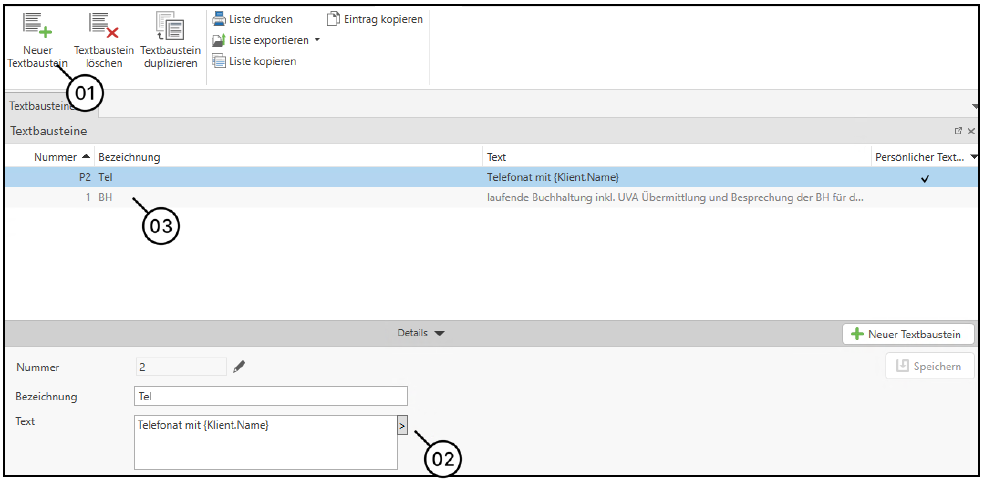 Neuer Textbaustein
Textbaustein löschen
Textbaustein duplizieren
Liste drucken
Liste exportieren
Liste kopieren
Eintrag kopieren
01
Textbausteine
Textbausteine
Nummer Bezeichnung Text Persönlicher Text...
P2 Tel Telefonat mit {Klient.Name}
1 BH laufende Buchhaltung inkl. UVA Übermittlung und Besprechung der BH für d...
03
Details
Neuer Textbaustein
Nummer 2
Speichern
Bezeichnung Tel
Text Telefonat mit {Klient.Name} >
02